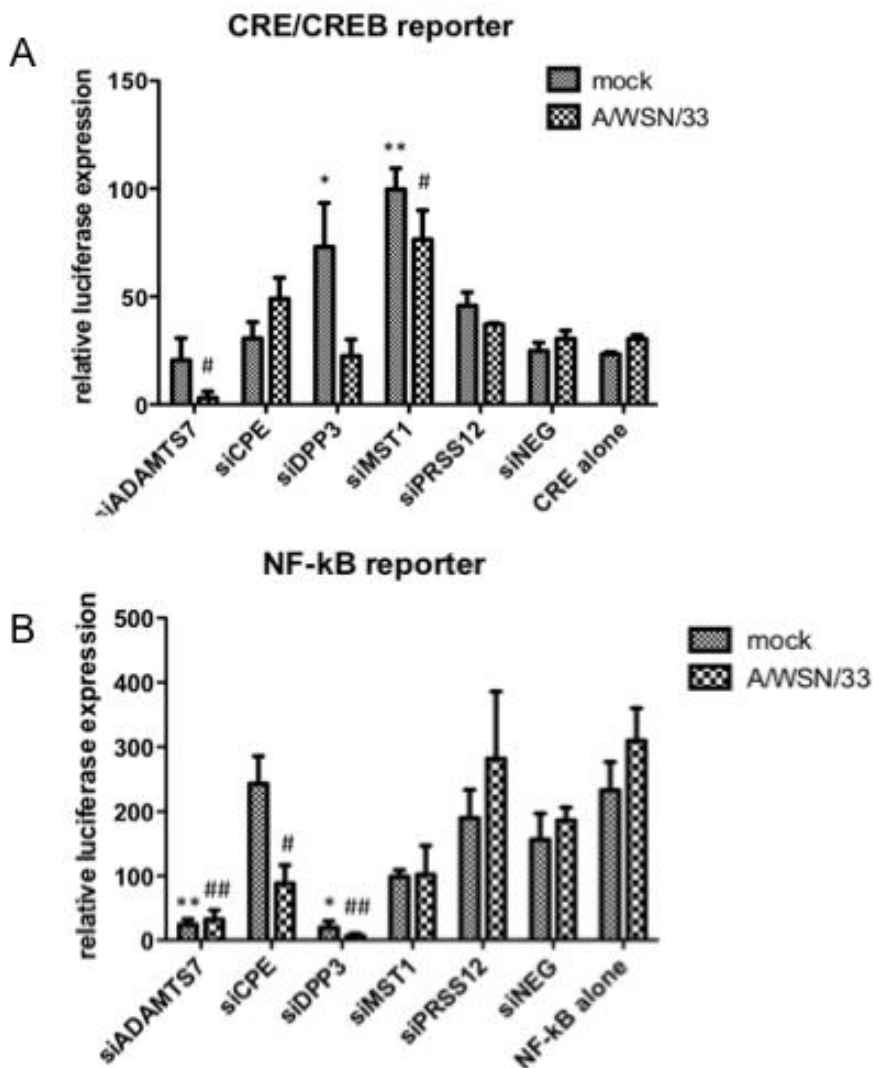 A
CRE/CREB reporter
relative luciferase expression
150
100
50
0
mock
A/WSN/33
#
*
**
#
siADAMTS7
siCPE
siDPP3
siMST1
siPRSS12
siNEG
CRE alone
B
NF-kB reporter
relative luciferase expression
500
400
300
200
100
0
mock
A/WSN/33
**
##
#
*
##
siADAMTS7
siCPE
siDPP3
siMST1
siPRSS12
siNEG
NF-kB alone